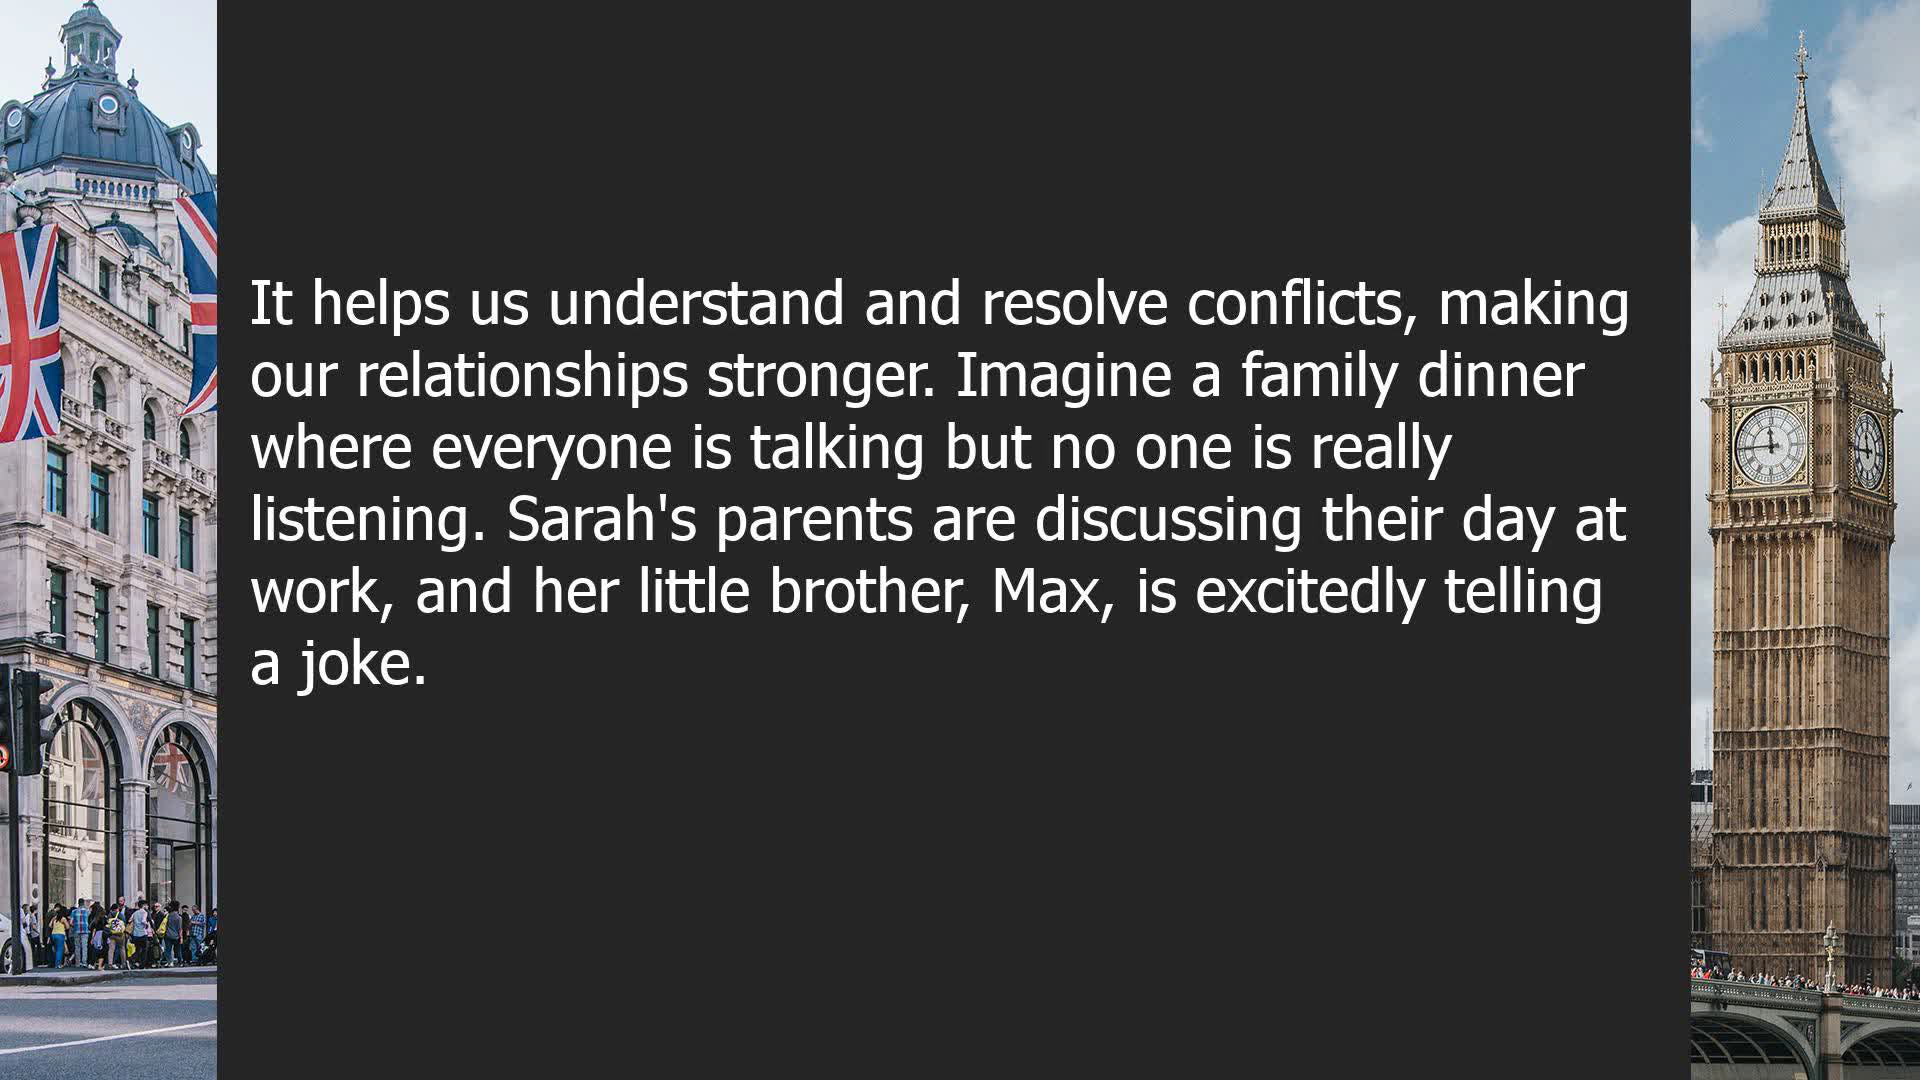 It helps us understand and resolve conflicts, making
our relationships stronger. Imagine a family dinner
where everyone is talking but no one is really
listening. Sarah's parents are discussing their day at
work, and her little brother, Max, is excitedly telling
a joke.